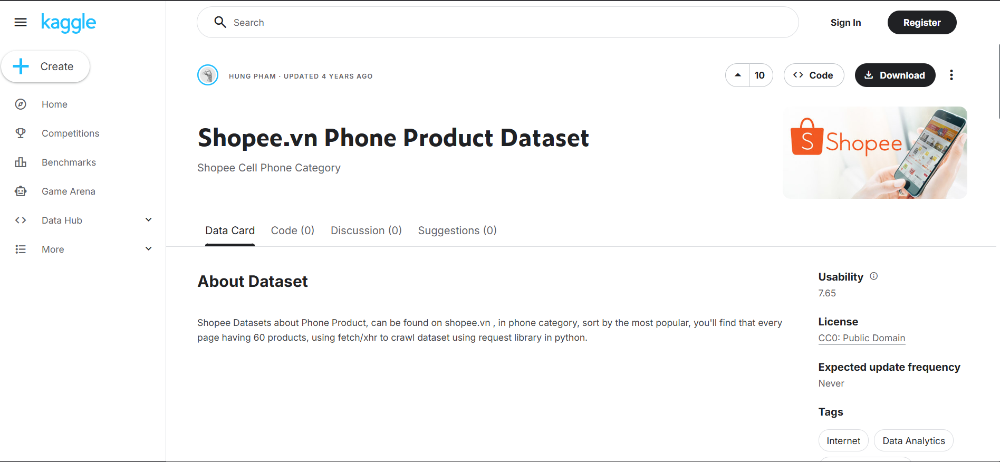 kaggle
Search
Sign In
Register
Create
Home
Competitions
Benchmarks
Game Arena
Data Hub
More
HUNG PHAM · UPDATED 4 YEARS AGO
10
Code
Download
Shopee.vn Phone Product Dataset
Shopee Cell Phone Category
S Shopee
Data Card
Code (0)
Discussion (0)
Suggestions (0)
About Dataset
Shopee Datasets about Phone Product, can be found on shopee.vn , in phone category, sort by the most popular, you'll find that every
page having 60 products, using fetch/xhr to crawl dataset using request library in python.
Usability
7.65
License
CC0: Public Domain
Expected update frequency
Never
Tags
Internet
Data Analytics